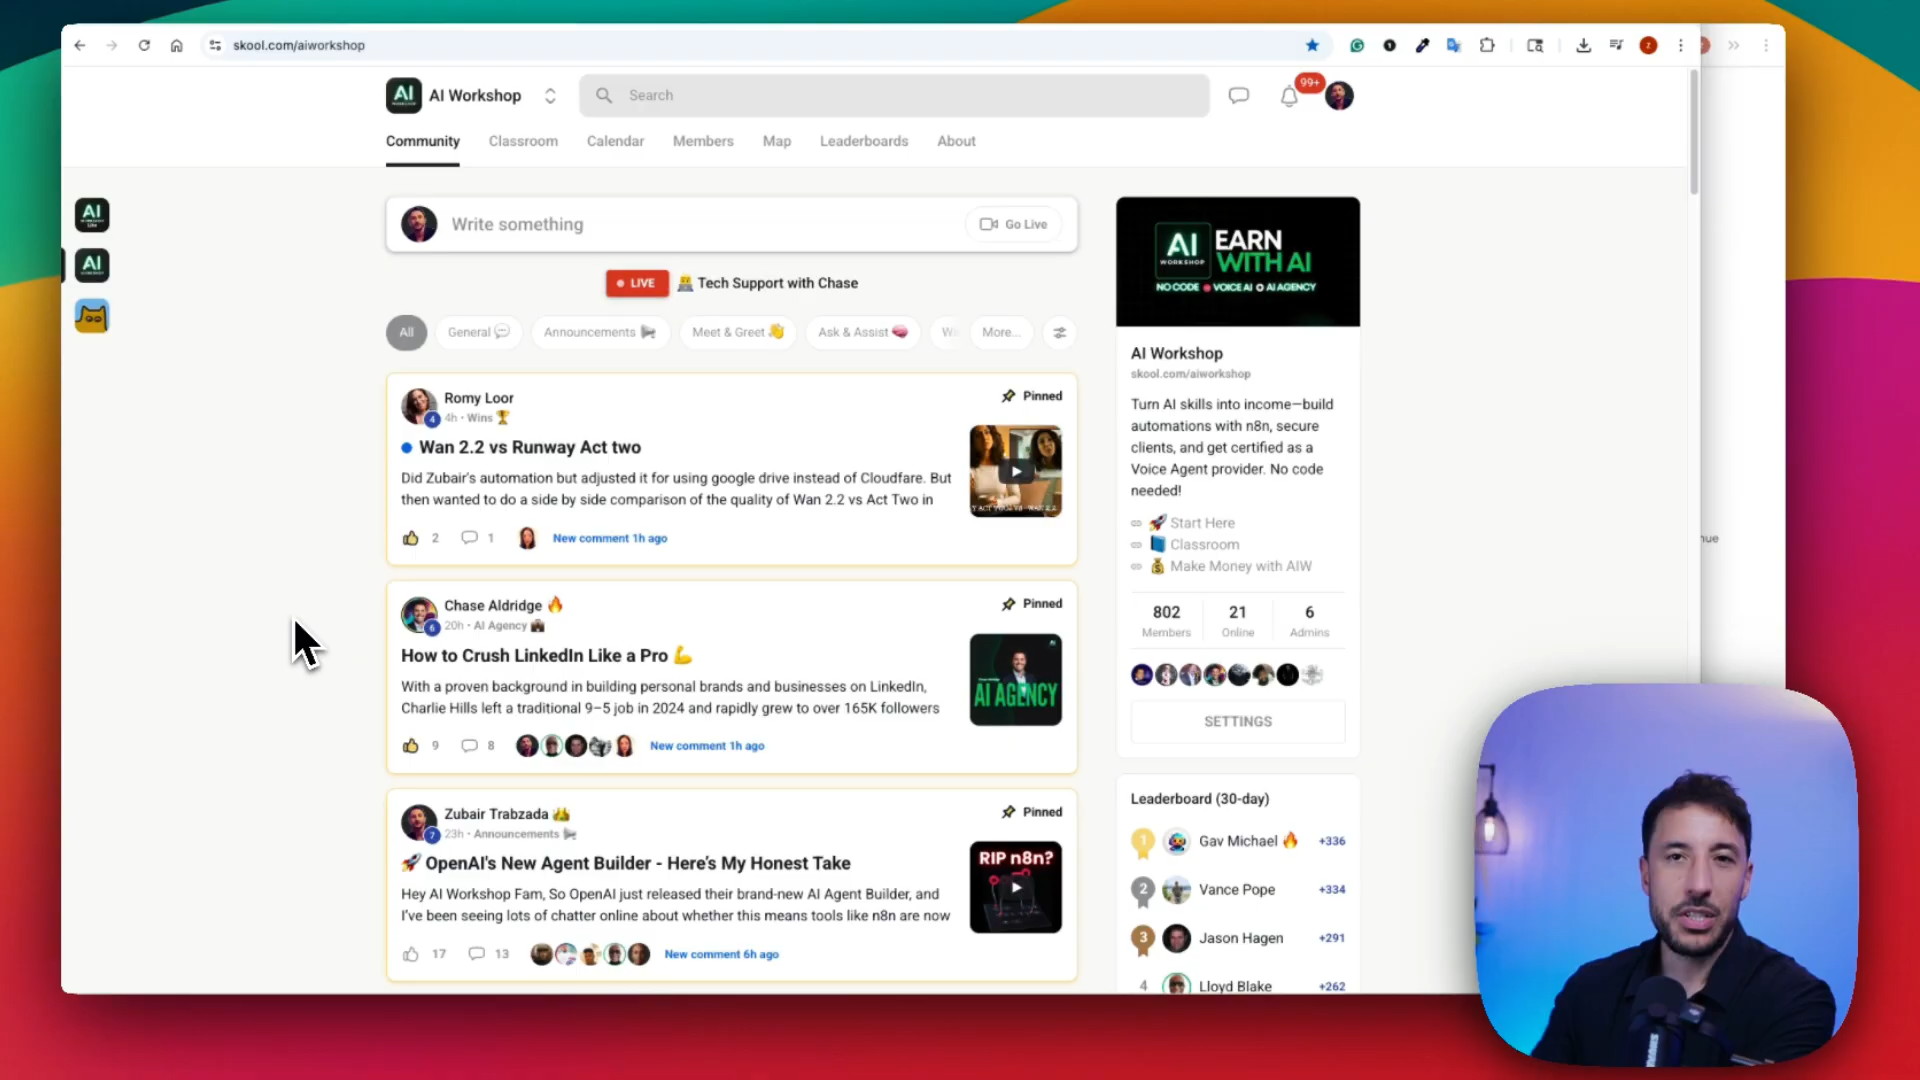 skool.com/aiworkshop
AI Workshop
Search
99+
Community
Classroom
Calendar
Members
Map
Leaderboards
About
Write something
Go Live
LIVE
🧑‍💻 Tech Support with Chase
All
General 💬
Announcements 📢
Meet & Greet 👋
Ask & Assist 🧠
More...
Romy Loor
4
4h • Wins 🏆
Pinned
Wan 2.2 vs Runway Act two
Did Zubair's automation but adjusted it for using google drive instead of Cloudfare. But
then wanted to do a side by side comparison of the quality of Wan 2.2 vs Act Two in
2
1
New comment 1h ago
Chase Aldridge 🔥
6
20h • AI Agency 💼
Pinned
How to Crush LinkedIn Like a Pro 💪
With a proven background in building personal brands and businesses on LinkedIn,
Charlie Hills left a traditional 9–5 job in 2024 and rapidly grew to over 165K followers
AI AGENCY
9
8
New comment 1h ago
Zubair Trabzada
7
23h • Announcements 📢
Pinned
🚀 OpenAI's New Agent Builder - Here's My Honest Take
Hey AI Workshop Fam, So OpenAI just released their brand-new AI Agent Builder, and
I've been seeing lots of chatter online about whether this means tools like n8n are now
RIP n8n?
17
13
New comment 6h ago
AI
WORKSHOP
EARN
WITH AI
NO CODE VOICE AI AI AGENCY
AI Workshop
skool.com/aiworkshop
Turn AI skills into income—build
automations with n8n, secure
clients, and get certified as a
Voice Agent provider. No code
needed!
🚀 Start Here
📘 Classroom
💰 Make Money with AIW
802
Members
21
Online
6
Admins
SETTINGS
Leaderboard (30-day)
1
Gav Michael 🔥
+336
2
Vance Pope
+334
3
Jason Hagen
+291
4
Lloyd Blake
+262